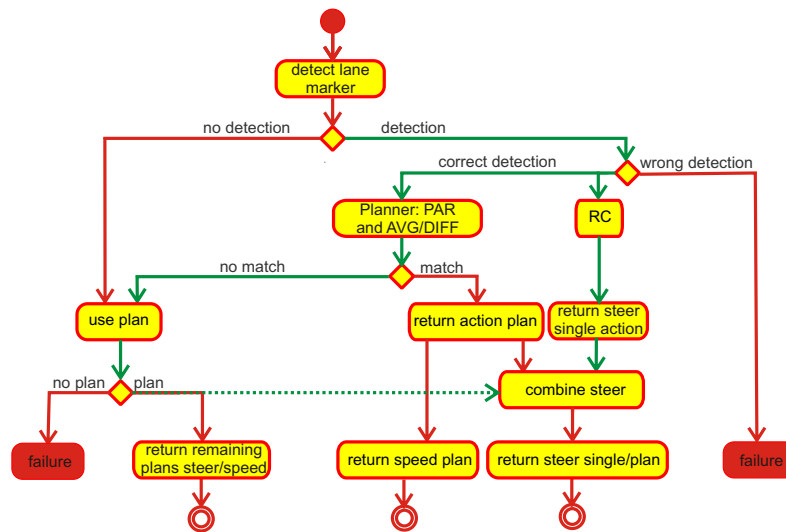 detect lane
marker
no detection
detection
correct detection
wrong detection
Planner: PAR
and AVG/DIFF
RC
no match
match
use plan
return action plan
return steer
single action
no plan
plan
combine steer
failure
return remaining
plans steer/speed
return speed plan
return steer single/plan
failure